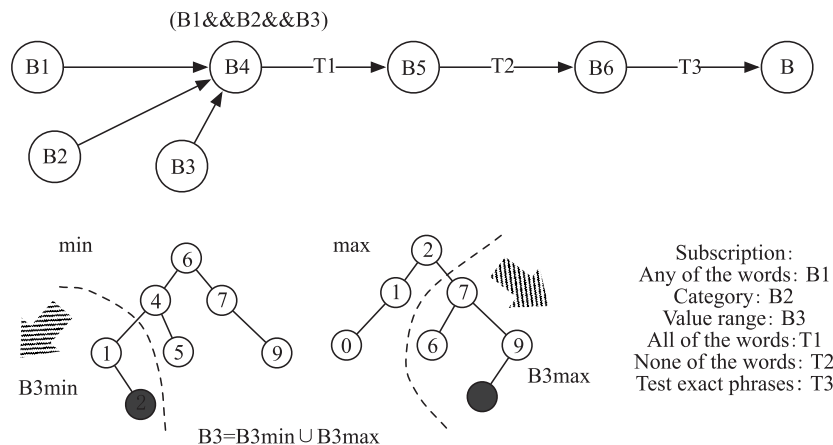 (B1&&B2&&B3)
B1
B4
T1
B5
T2
B6
T3
B
B2
B3
min
6
4
7
1
5
9
2
B3min
max
2
1
7
0
6
9
B3max
B3=B3min∪B3max
Subscription:
Any of the words: B1
Category: B2
Value range: B3
All of the words:T1
None of the words: T2
Test exact phrases: T3